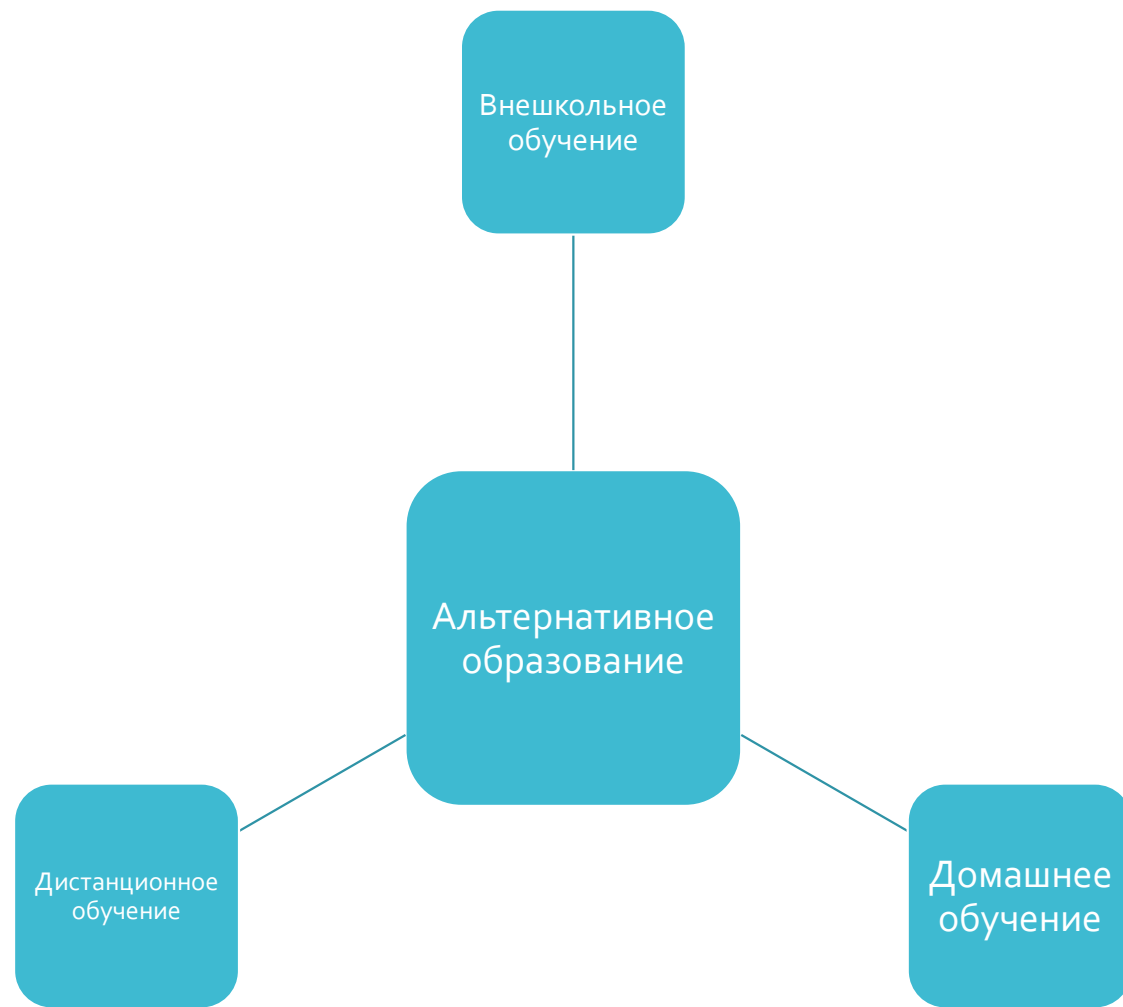 Внешкольное
обучение
Альтернативное
образование
Дистанционное
обучение
Домашнее
обучение